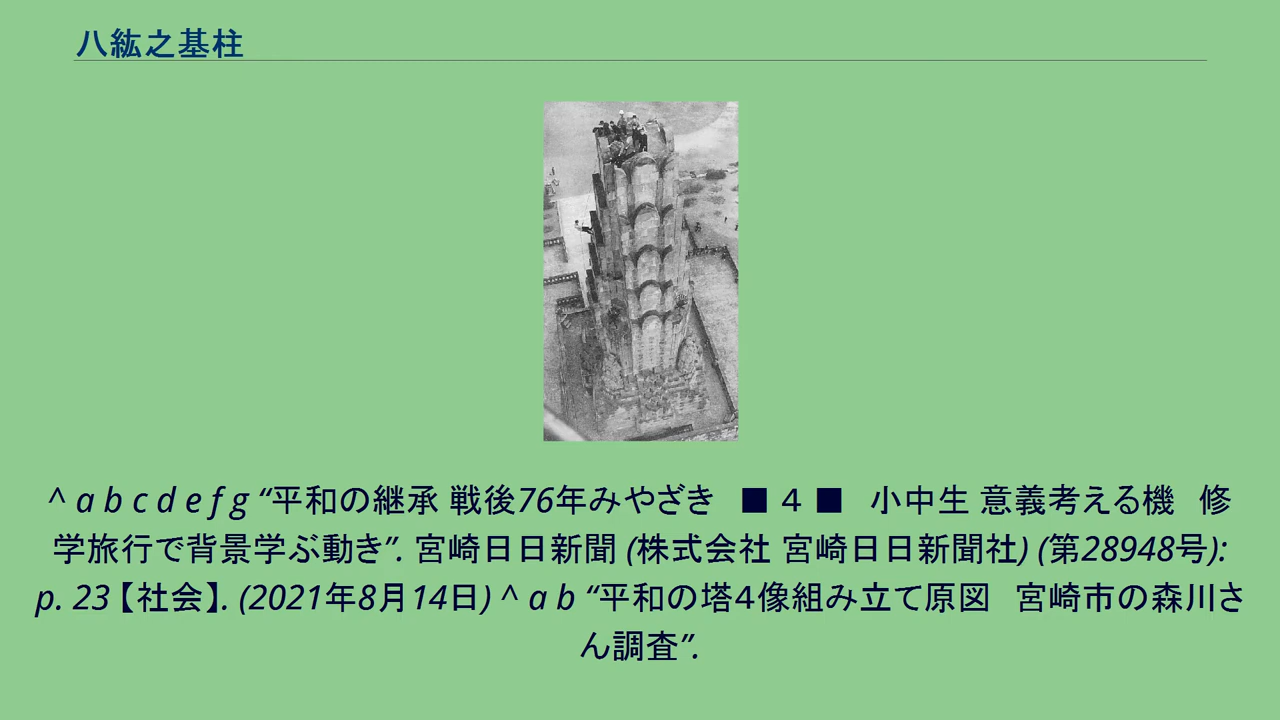 八紘之基柱
^ a b c d e f g “平和の継承 戦後76年みやざき　■４■　小中生 意義考える機　修
学旅行で背景学ぶ動き”. 宮崎日日新聞 (株式会社 宮崎日日新聞社) (第28948号):
p. 23【社会】. (2021年8月14日) ^ a b “平和の塔4像組み立て原図　宮崎市の森川さ
ん調査”.